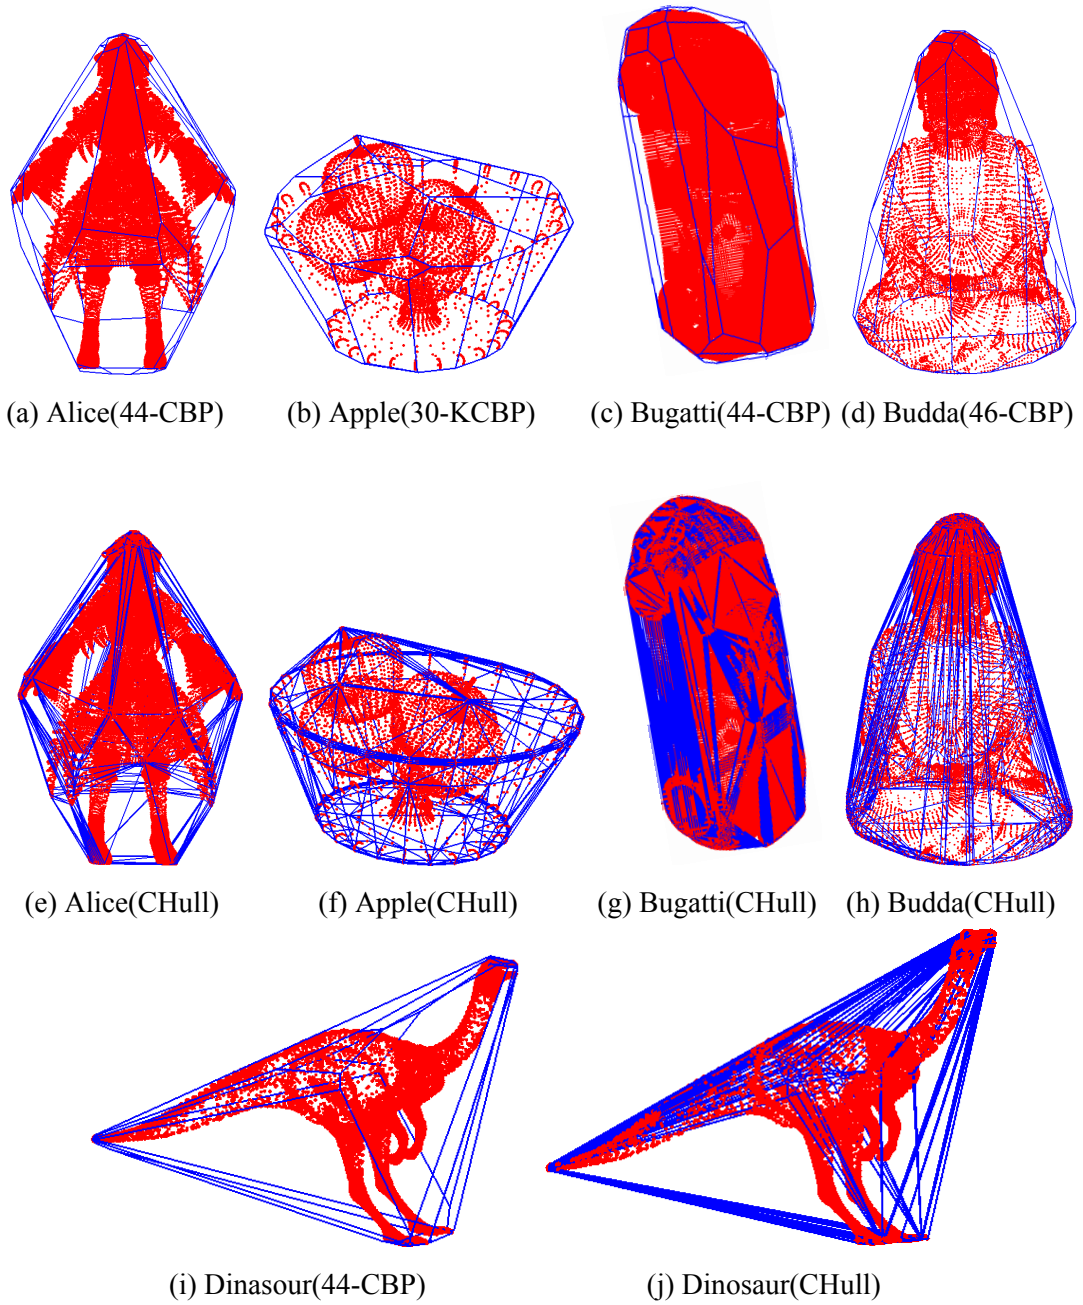 (a) Alice(44-CBP) (b) Apple(30-KCBP) (c) Bugatti(44-CBP) (d) Budda(46-CBP)
(e) Alice(CHull) (f) Apple(CHull) (g) Bugatti(CHull) (h) Budda(CHull)
(i) Dinasour(44-CBP) (j) Dinosaur(CHull)